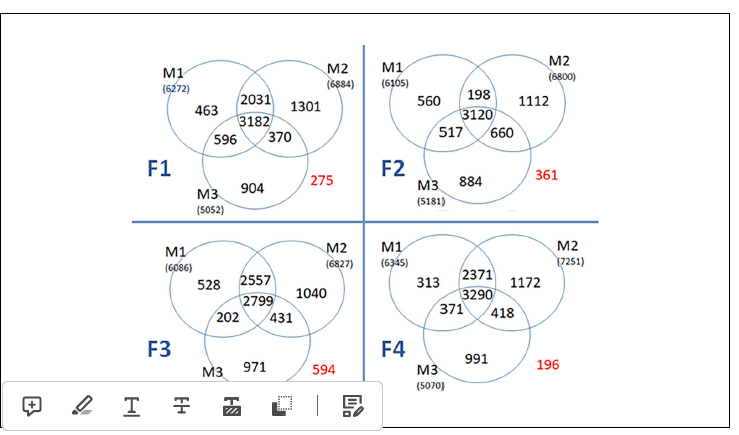 M1
(6272)
M2
(6884)
463
2031
1301
3182
596
370
F1
904
275
M3
(5052)
M1
(6105)
M2
(6800)
560
198
1112
3120
517
660
F2
884
361
M3
(5181)
M1
(6086)
M2
(6827)
528
2557
1040
2799
202
431
F3
971
594
M3
M1
(6345)
M2
(7251)
313
2371
1172
3290
371
418
F4
991
196
M3
(5070)